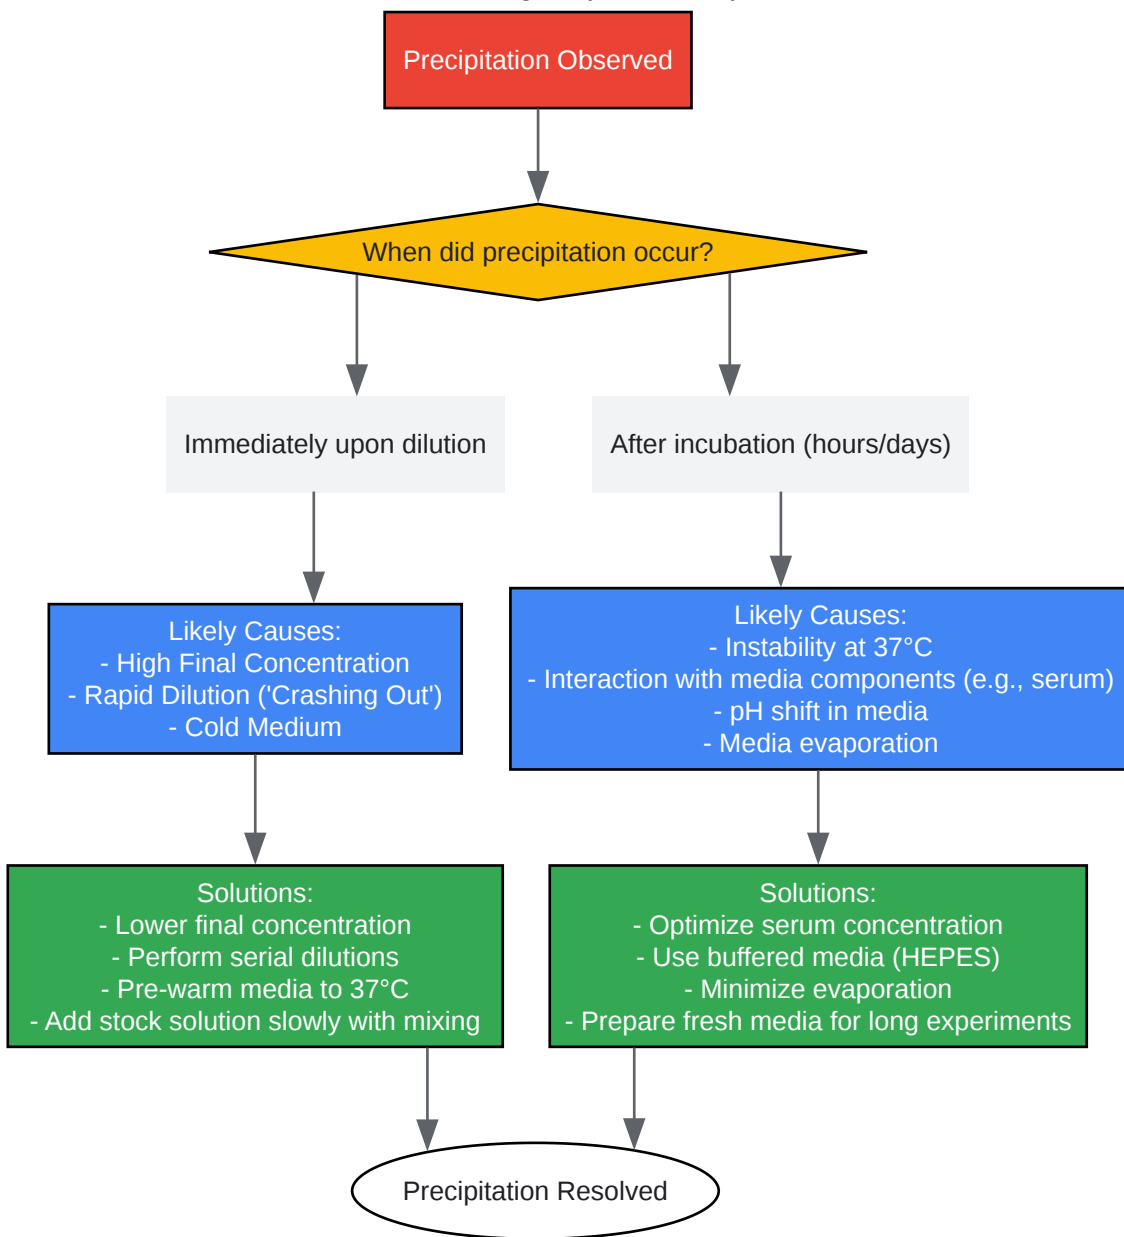 Precipitation Observed
When did precipitation occur?
Immediately upon dilution
After incubation (hours/days)
Likely Causes:
- High Final Concentration
- Rapid Dilution ('Crashing Out')
- Cold Medium
Likely Causes:
- Instability at 37°C
- Interaction with media components (e.g., serum)
- pH shift in media
- Media evaporation
Solutions:
- Lower final concentration
- Perform serial dilutions
- Pre-warm media to 37°C
- Add stock solution slowly with mixing
Solutions:
- Optimize serum concentration
- Use buffered media (HEPES)
- Minimize evaporation
- Prepare fresh media for long experiments
Precipitation Resolved